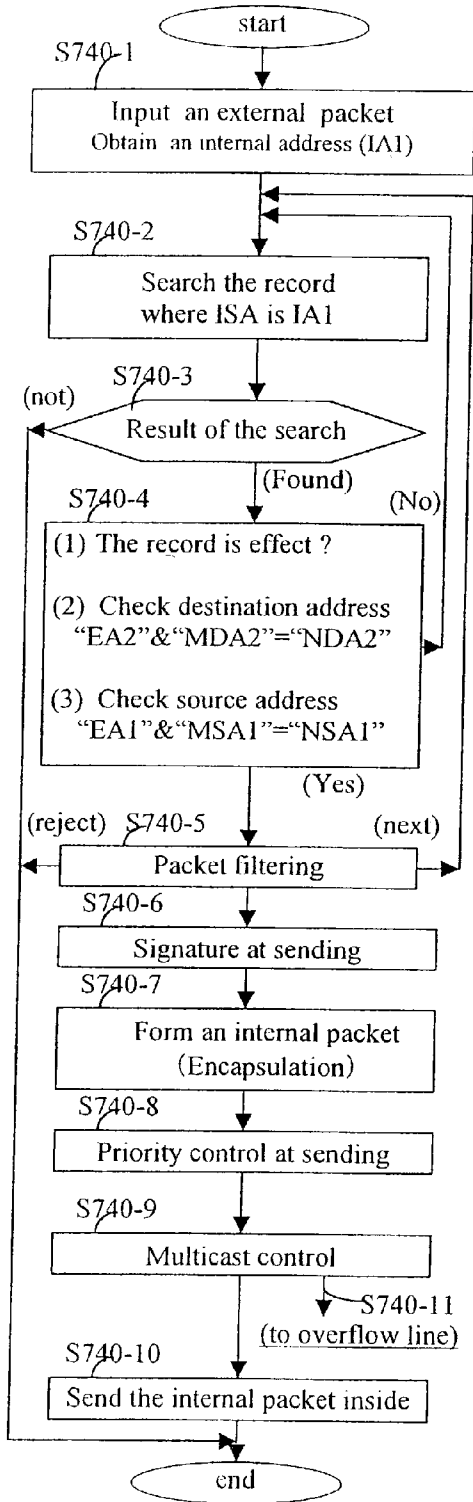 start
S740-1
Input an external packet
Obtain an internal address (IA1)
S740-2
Search the record
where ISA is IA1
S740-3
(not)
Result of the search
(Found)
(No)
S740-4
(1) The record is effect ?
(2) Check destination address
“EA2”&“MDA2”=“NDA2”
(3) Check source address
“EA1”&“MSA1”=“NSA1”
(Yes)
(reject)
S740-5
(next)
Packet filtering
S740-6
Signature at sending
S740-7
Form an internal packet
(Encapsulation)
S740-8
Priority control at sending
S740-9
Multicast control
S740-11
(to overflow line)
S740-10
Send the internal packet inside
end